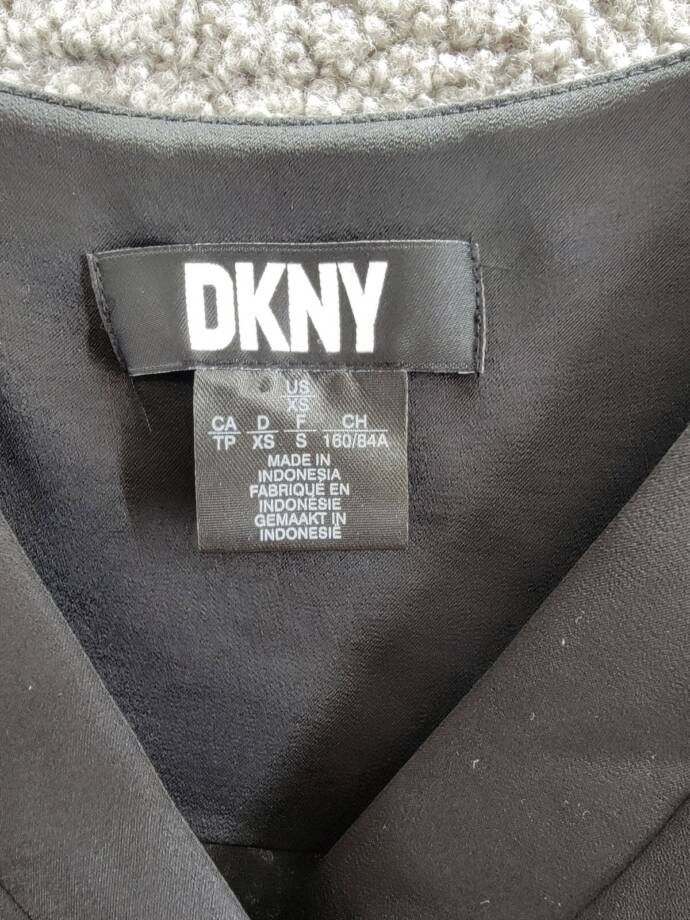 DKNY
US
XS
CA D F CH
TP XS S 160/84A
MADE IN
INDONESIA
FABRIQUÉ EN
INDONÉSIE
GEMAAKT IN
INDONESIË